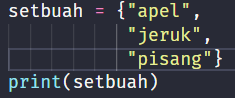 setbuah = {"apel",
"jeruk",
"pisang"}
print(setbuah)